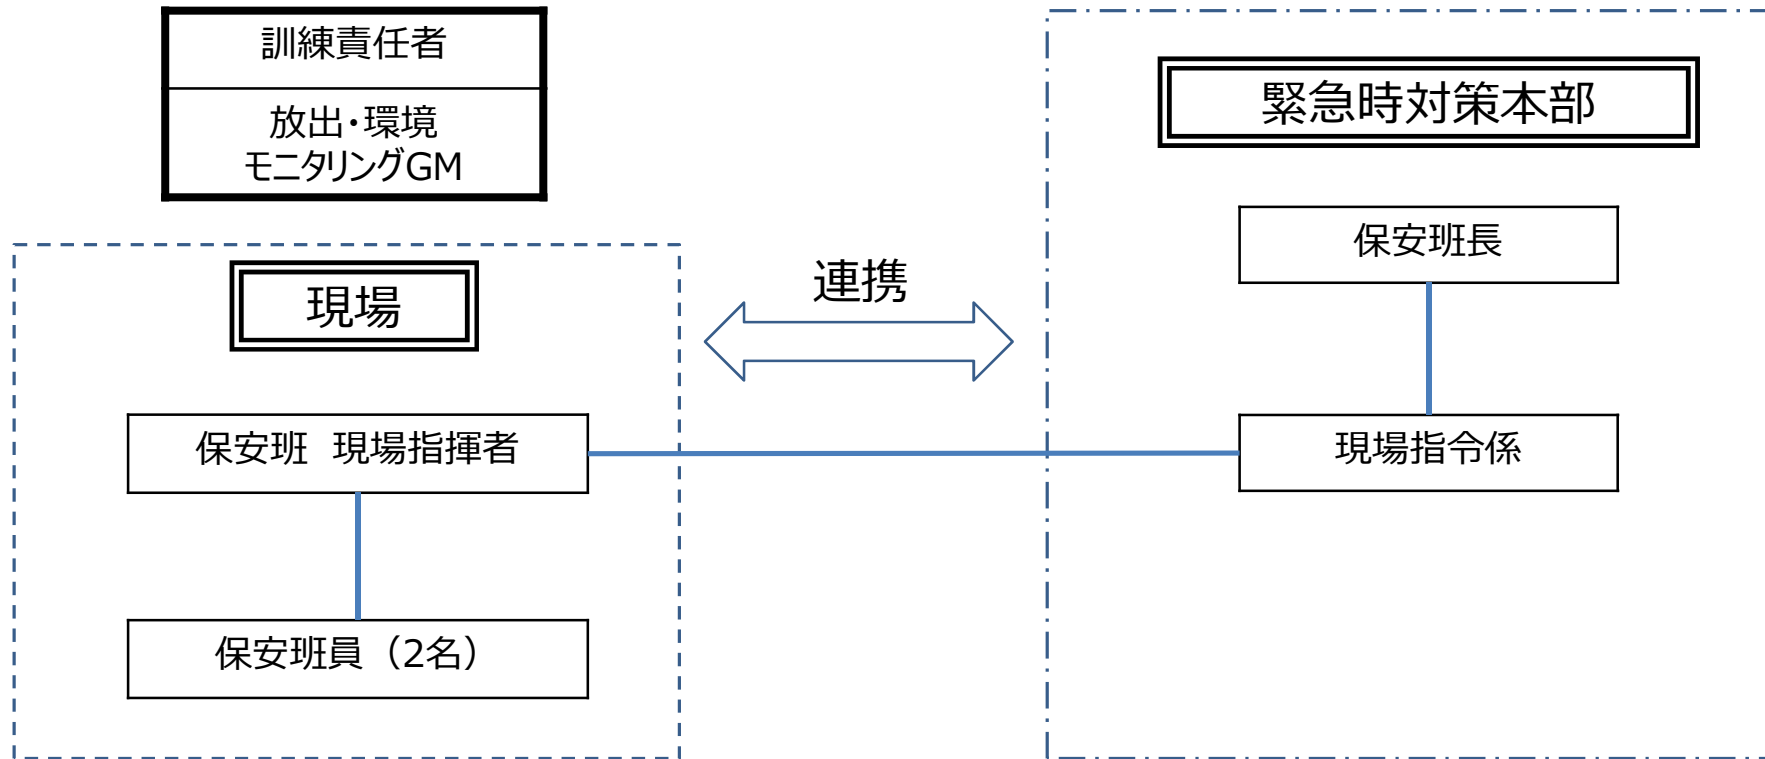 訓練責任者
放出・環境
モニタリングGM
緊急時対策本部
保安班長
現場
連携
保安班 現場指揮者
現場指令係
保安班員（2名）